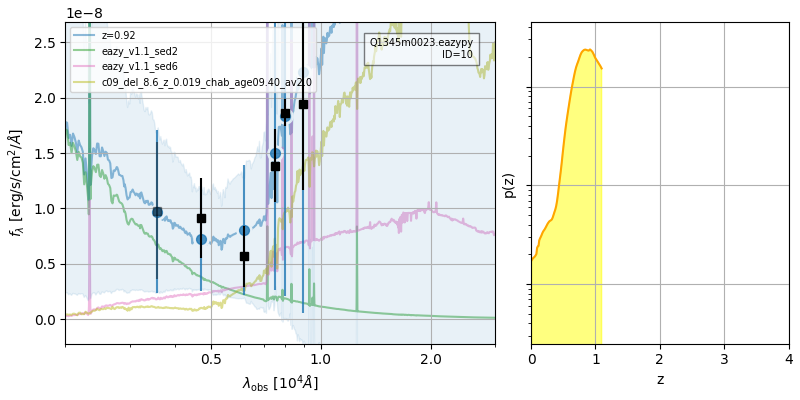 1e−8
z=0.92
eazy_v1.1_sed2
eazy_v1.1_sed6
c09_del_8.6_z_0.019_chab_age09.40_av2.0
Q1345m0023.eazypy
ID=10
2.5
2.0
1.5
1.0
0.5
0.0
fλ [erg/s/cm²/Å]
0.5
1.0
2.0
λobs [10⁴Å]
p(z)
0
1
2
3
4
z